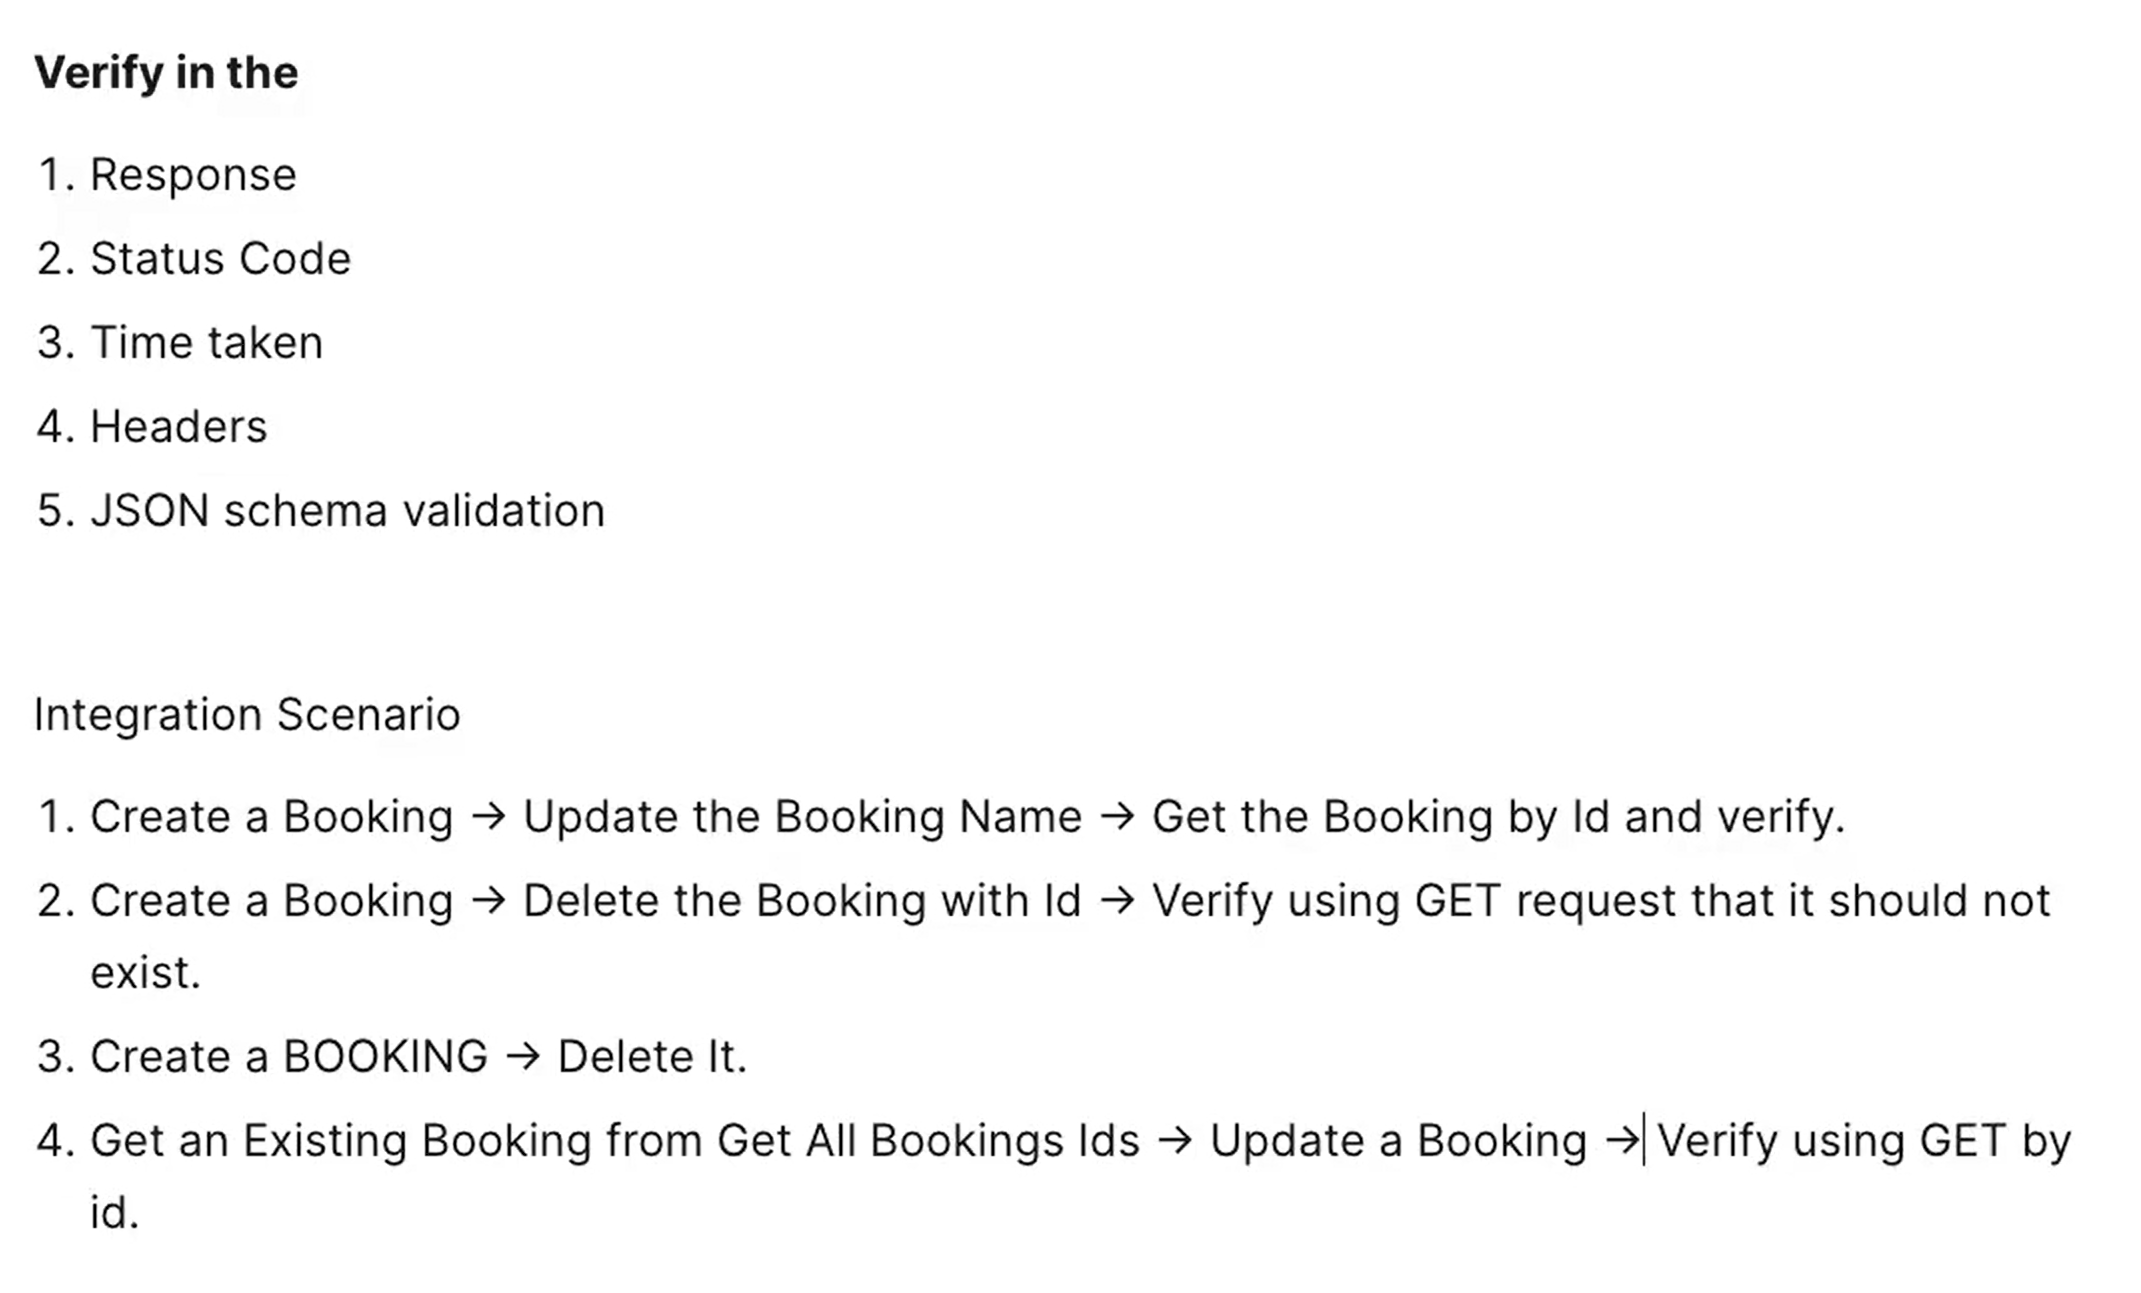 Verify in the
1. Response
2. Status Code
3. Time taken
4. Headers
5. JSON schema validation
Integration Scenario
1. Create a Booking → Update the Booking Name → Get the Booking by Id and verify.
2. Create a Booking → Delete the Booking with Id → Verify using GET request that it should not
exist.
3. Create a BOOKING → Delete It.
4. Get an Existing Booking from Get All Bookings Ids → Update a Booking → Verify using GET by
id.